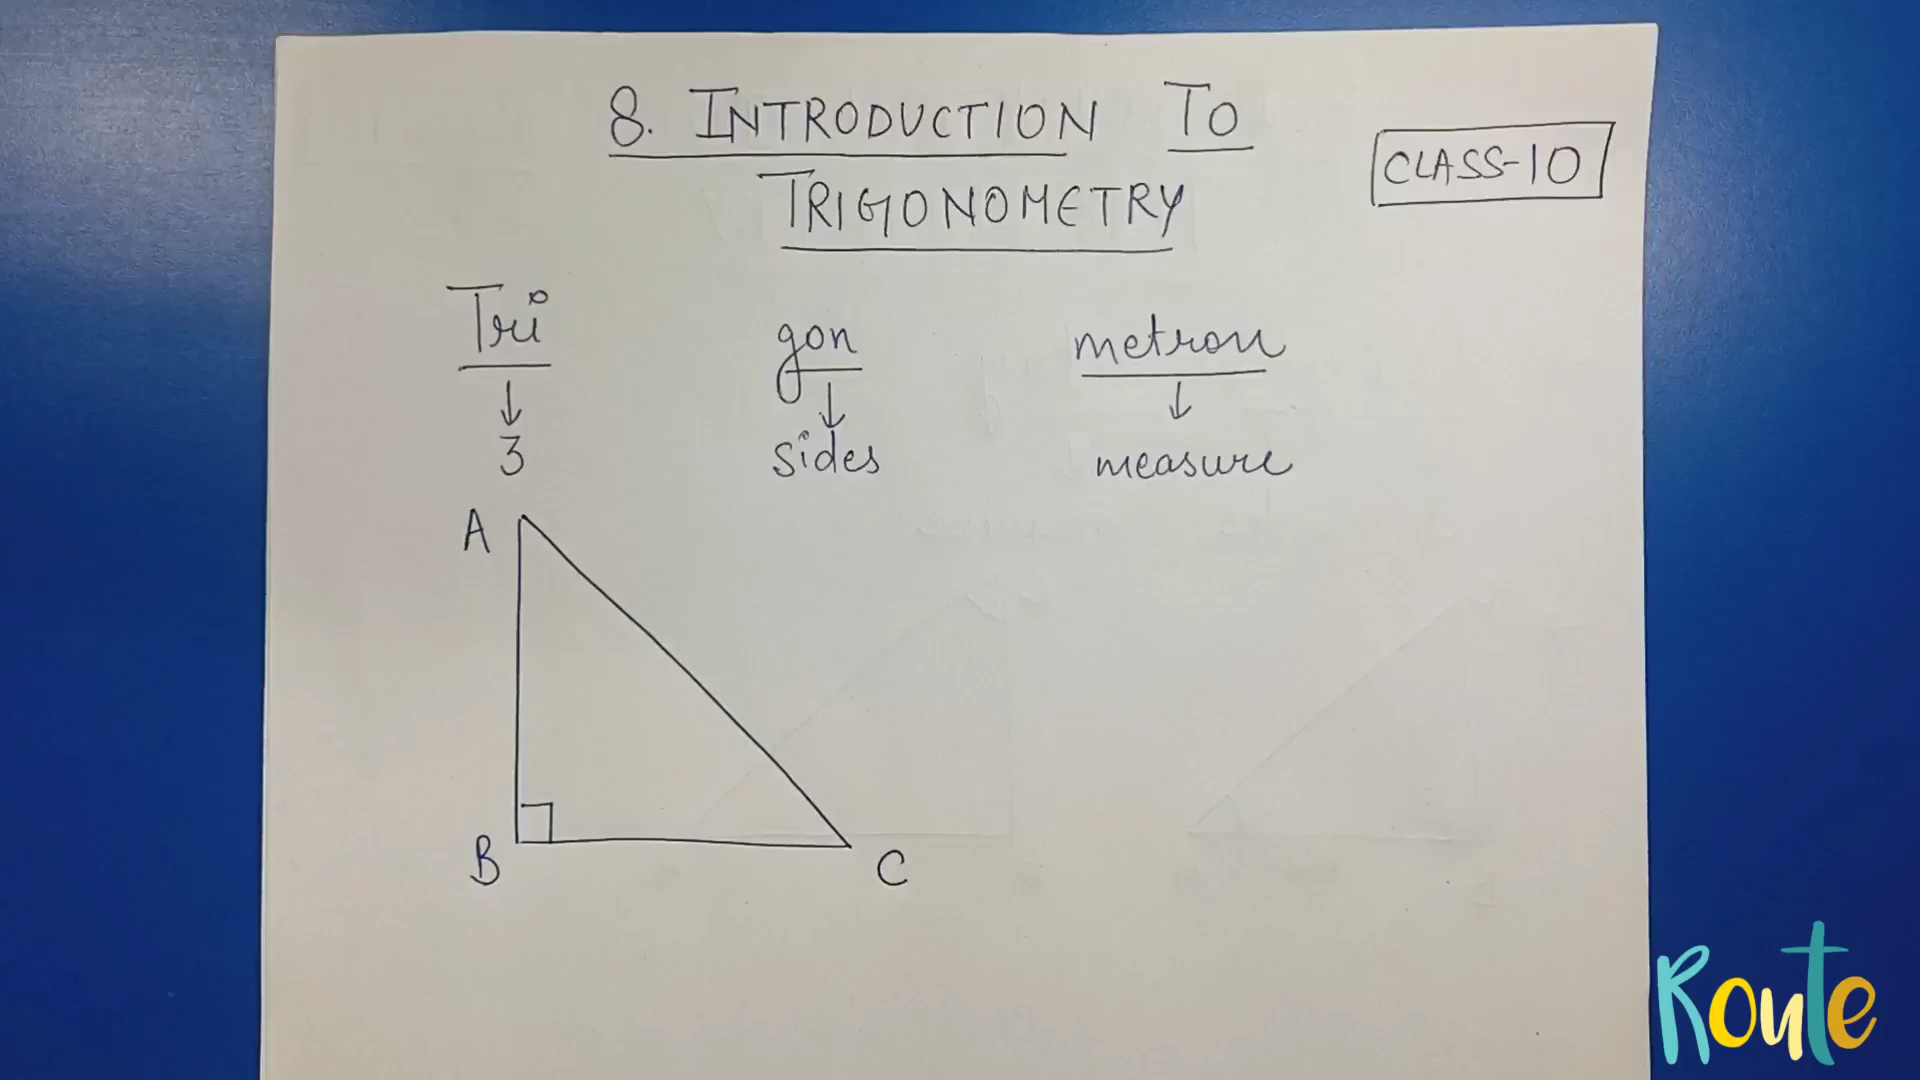 8. INTRODUCTION TO
TRIGONOMETRY
CLASS-10
Tri gon metron
↓ ↓ ↓
3 sides measure
A
B
C
Route